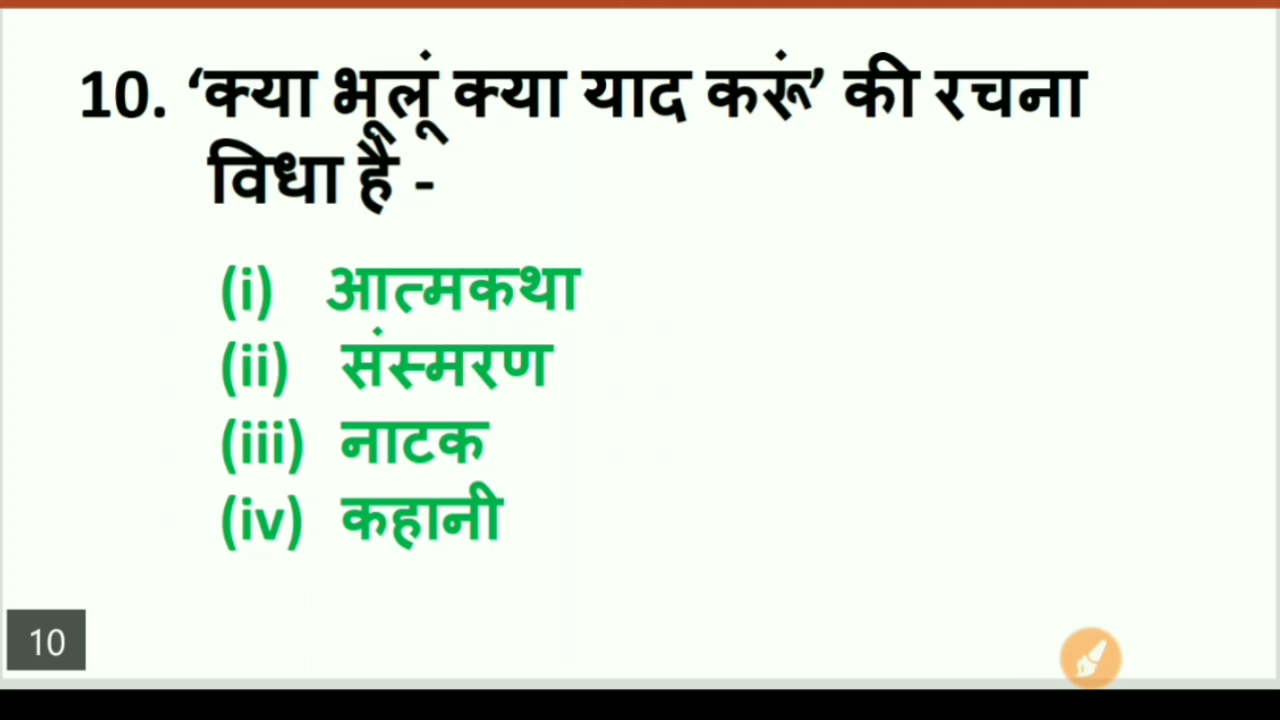 10. ‘क्या भूलूं क्या याद करूं’ की रचना
विधा है -
(i) आत्मकथा
(ii) संस्मरण
(iii) नाटक
(iv) कहानी
10